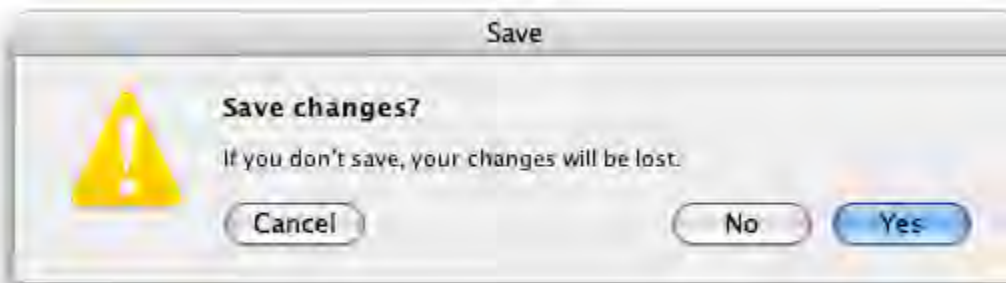 Save
Save changes?
If you don't save, your changes will be lost.
Cancel No Yes